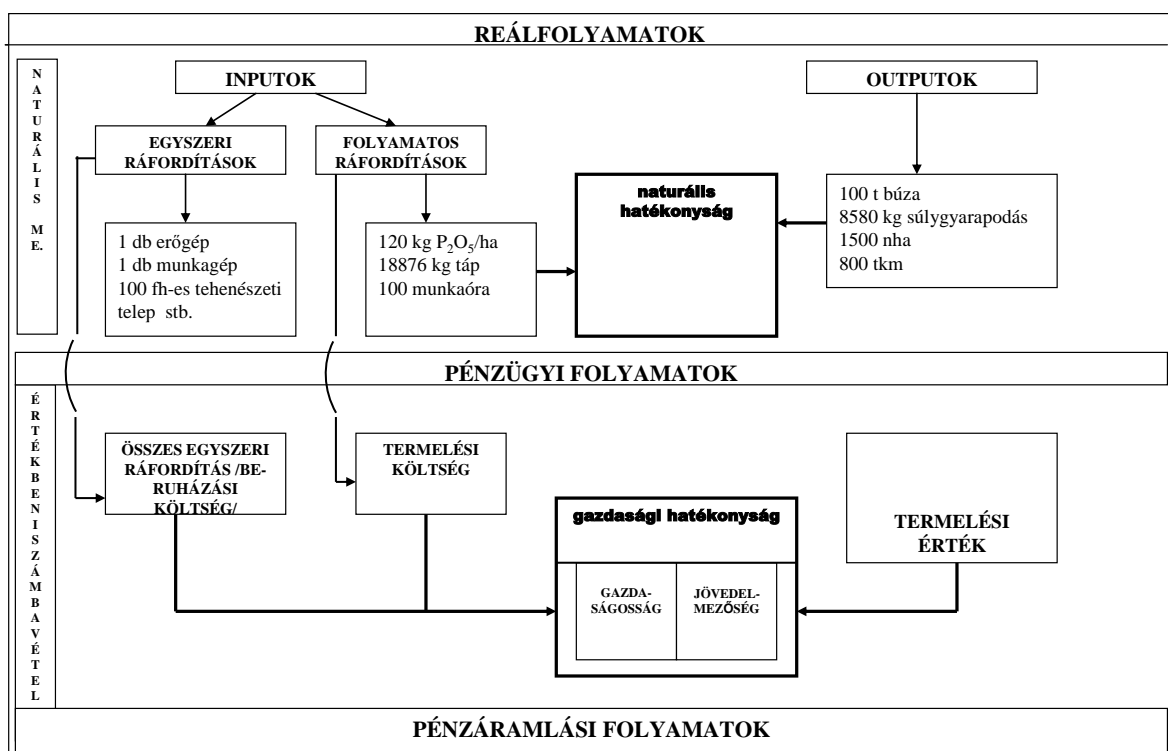 REÁLFOLYAMATOK
NATURÁLIS ME.
INPUTOK
OUTPUTOK
EGYSZERI
RÁFORDÍTÁSOK
FOLYAMATOS
RÁFORDÍTÁSOK
1 db erőgép
1 db munkagép
100 fh-es tehenészeti
telep stb.
120 kg P₂O₅/ha
18876 kg táp
100 munkaóra
naturális
hatékonyság
100 t búza
8580 kg súlygyarapodás
1500 nha
800 tkm
PÉNZÜGYI FOLYAMATOK
ÉRTÉKBENISZÁMBAVÉTEL
ÖSSZES EGYSZERI
RÁFORDÍTÁS /BE-
RUHÁZÁSI
KÖLTSÉG/
TERMELÉSI
KÖLTSÉG
gazdasági hatékonyság
GAZDA-
SÁGOSSÁG
JÖVEDEL-
MEZŐSÉG
TERMELÉSI
ÉRTÉK
PÉNZÁRAMLÁSI FOLYAMATOK